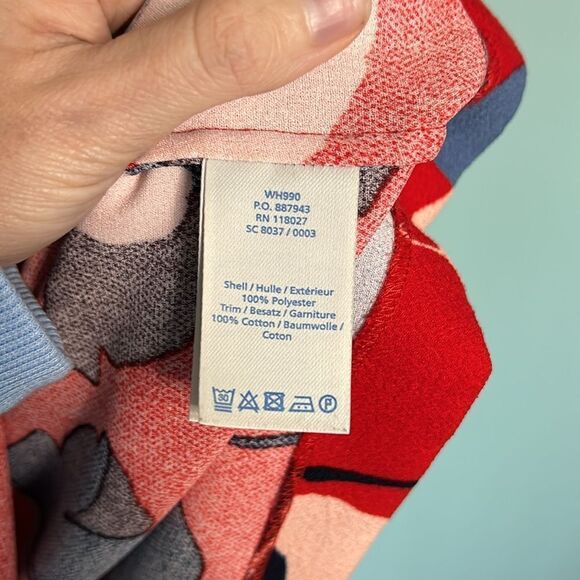 WH990
P.O. 887943
RN 118027
SC 8037 / 0003
Shell / Hulle / Extérieur
100% Polyester
Trim / Besatz / Garniture
100% Cotton / Baumwolle /
Coton
30 P